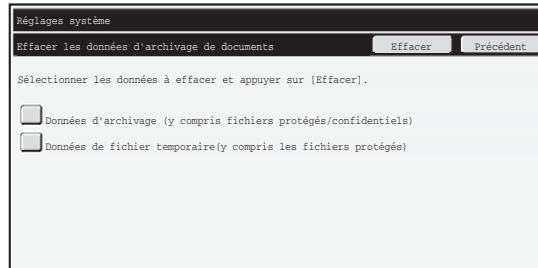 Réglages système
Effacer les données d'archivage de documents Effacer Précédent
Sélectionner les données à effacer et appuyer sur [Effacer].
Données d'archivage (y compris fichiers protégés/confidentiels)
Données de fichier temporaire(y compris les fichiers protégés)